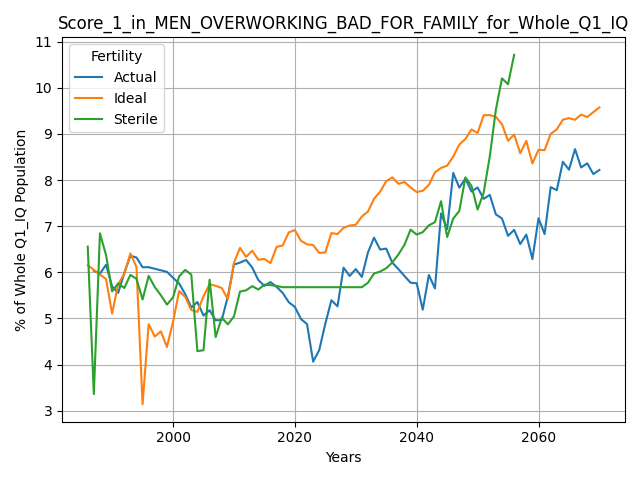 Score_1_in_MEN_OVERWORKING_BAD_FOR_FAMILY_for_Whole_Q1_IQ
Fertility
Actual
Ideal
Sterile
% of Whole Q1_IQ Population
11
10
9
8
7
6
5
4
3
2000
2020
2040
2060
Years